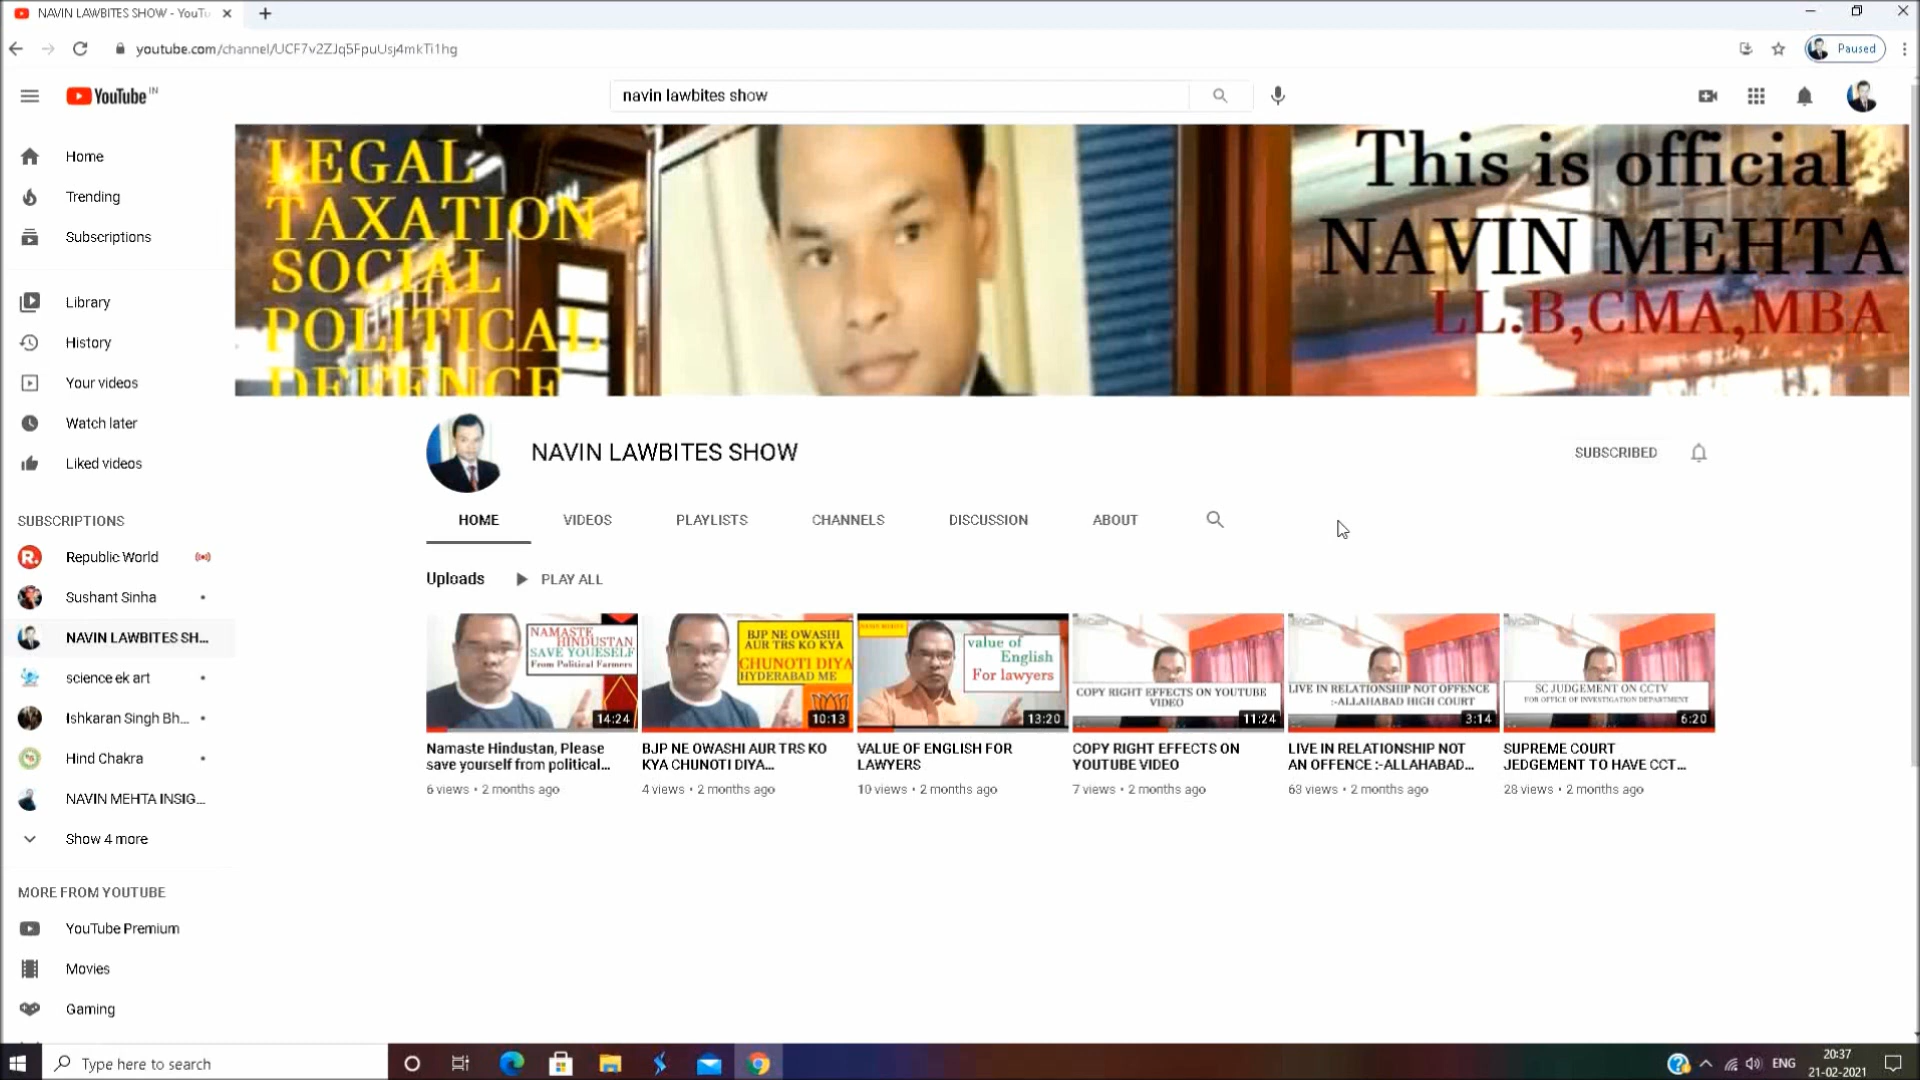 NAVIN LAWBITES SHOW - YouTu
youtube.com/channel/UCF7v2ZJq5FpuUsj4mkTi1hg
Paused
YouTube IN
navin lawbites show
Home
Trending
Subscriptions
Library
History
Your videos
Watch later
Liked videos
SUBSCRIPTIONS
Republic World
Sushant Sinha
NAVIN LAWBITES SH...
science ek art
Ishkaran Singh Bh...
Hind Chakra
NAVIN MEHTA INSIG...
Show 4 more
MORE FROM YOUTUBE
YouTube Premium
Movies
Gaming
LEGAL
TAXATION
SOCIAL
POLITICAL
DEFENCE
This is official
NAVIN MEHTA
LL.B,CMA,MBA
NAVIN LAWBITES SHOW
SUBSCRIBED
HOME
VIDEOS
PLAYLISTS
CHANNELS
DISCUSSION
ABOUT
Uploads
PLAY ALL
NAMASTE
HINDUSTAN
SAVE YOUESELF
From Political Farmers
14:24
Namaste Hindustan, Please
save yourself from political...
6 views • 2 months ago
BJP NE OWASHI
AUR TRS KO KYA
CHUNOTI DIYA
HYDERABAD ME
10:13
BJP NE OWASHI AUR TRS KO
KYA CHUNOTI DIYA...
4 views • 2 months ago
value of
English
For lawyers
13:20
VALUE OF ENGLISH FOR
LAWYERS
10 views • 2 months ago
COPY RIGHT EFFECTS ON YOUTUBE
VIDEO
11:24
COPY RIGHT EFFECTS ON
YOUTUBE VIDEO
7 views • 2 months ago
LIVE IN RELATIONSHIP NOT OFFENCE
:-ALLAHABAD HIGH COURT
3:14
LIVE IN RELATIONSHIP NOT
AN OFFENCE :-ALLAHABAD...
63 views • 2 months ago
SC JUDGEMENT ON CCTV
FOR OFFICE OF INVESTIGATION DEPARTMENT
6:20
SUPREME COURT
JEDGEMENT TO HAVE CCT...
28 views • 2 months ago
Type here to search
ENG
20:37
21-02-2021